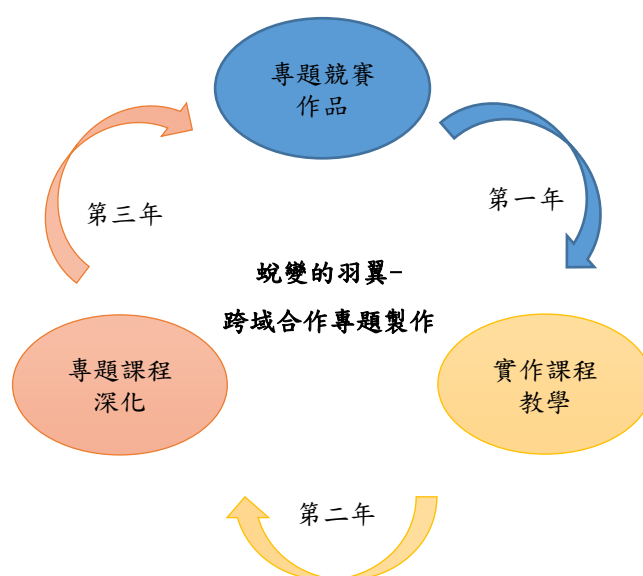 專題競賽
作品
第三年
第一年
蛻變的羽翼-
跨域合作專題製作
專題課程
深化
實作課程
教學
第二年